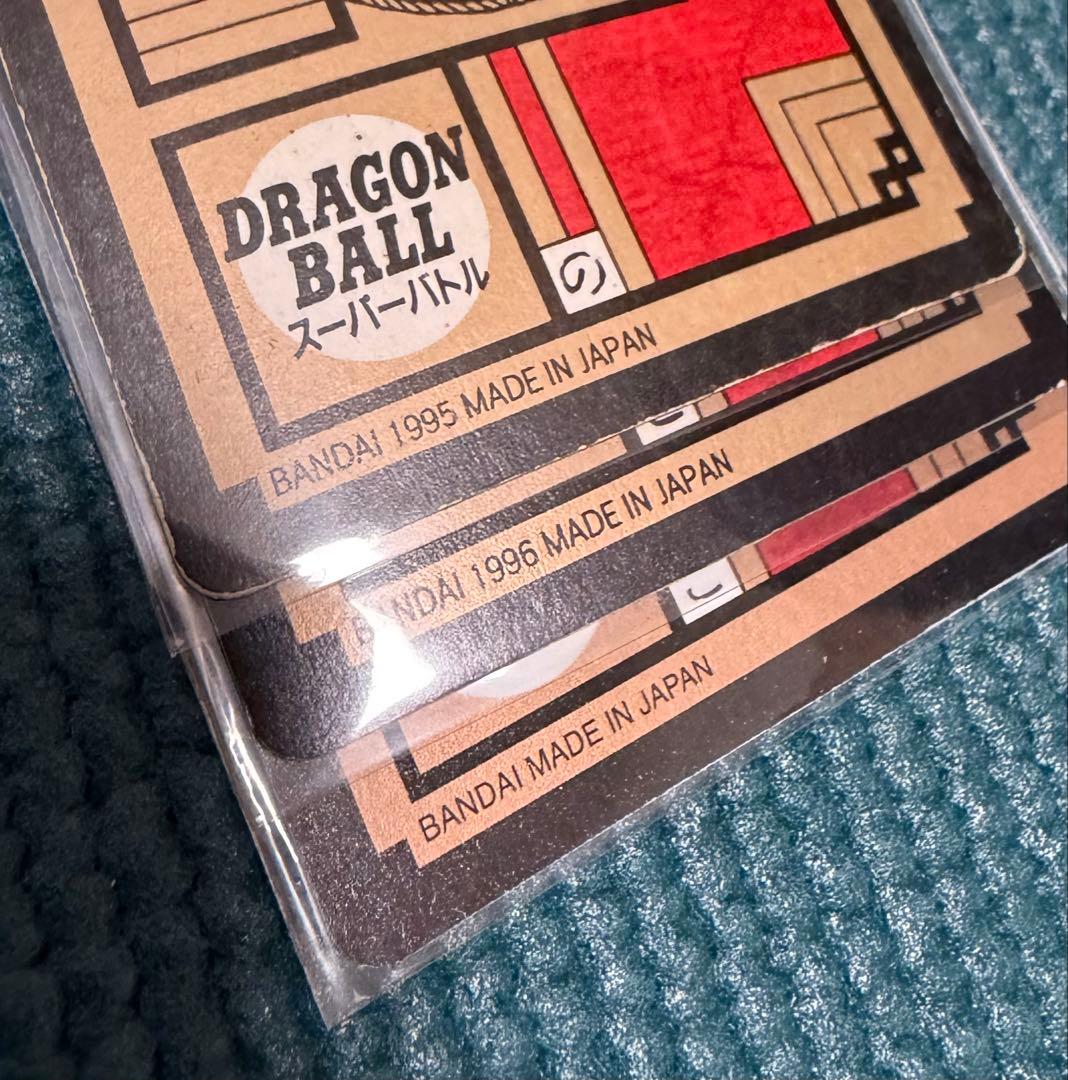 DRAGON
BALL
スーパーバトル
の
BANDAI 1995 MADE IN JAPAN
BANDAI 1996 MADE IN JAPAN
BANDAI MADE IN JAPAN